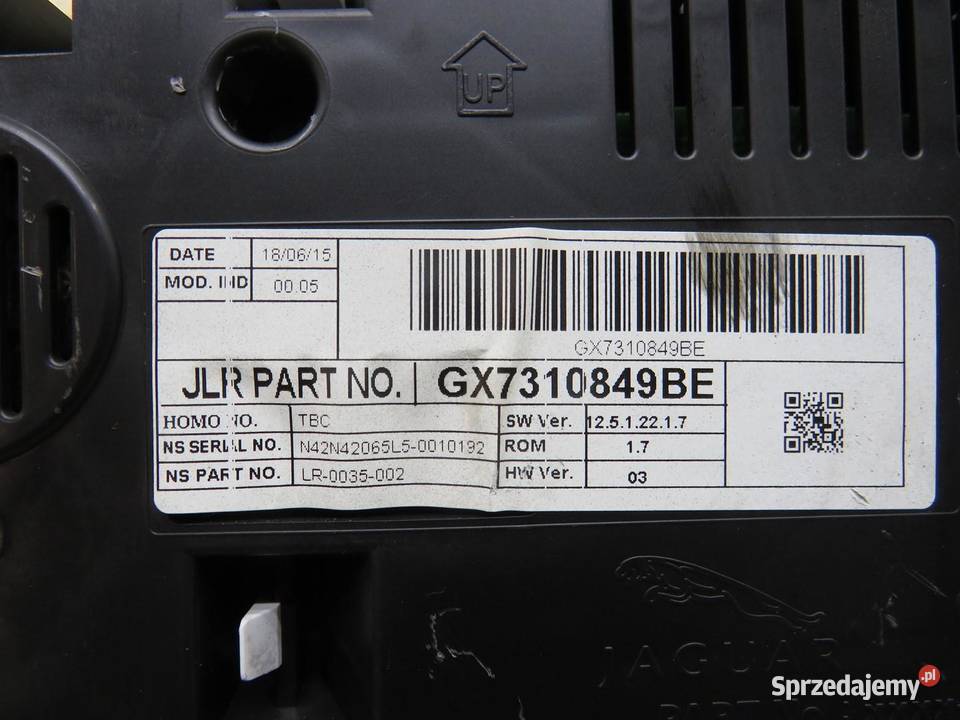 UP
DATE 18/06/15
MOD. IND 00.05
GX7310849BE
JLR PART NO. GX7310849BE
HOMO NO. TBC SW Ver. 12.5.1.22.1.7
NS SERIAL NO. N42N42065L5-0010192 ROM 1.7
NS PART NO. LR-0035-002 HW Ver. 03
JAGUAR
Sprzedajemy.pl